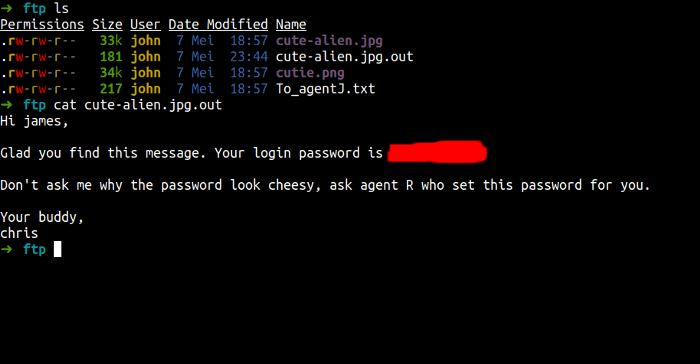 ➜ ftp ls
Permissions Size User Date Modified Name
.rw-rw-r-- 33k john 7 Mei 18:57 cute-alien.jpg
.rw-rw-r-- 181 john 7 Mei 23:44 cute-alien.jpg.out
.rw-rw-r-- 34k john 7 Mei 18:57 cutie.png
.rw-rw-r-- 217 john 7 Mei 18:57 To_agentJ.txt
➜ ftp cat cute-alien.jpg.out
Hi james,
Glad you find this message. Your login password is
Don't ask me why the password look cheesy, ask agent R who set this password for you.
Your buddy,
chris
➜ ftp